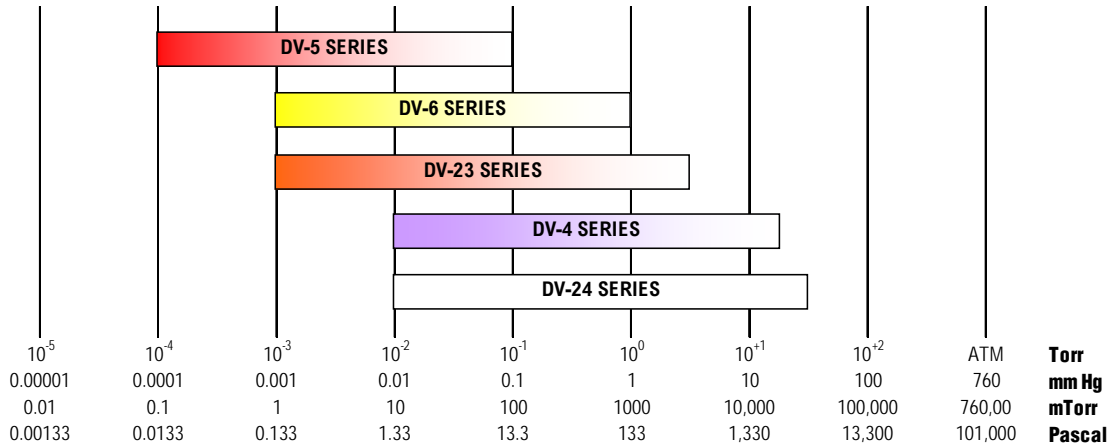 DV-5 SERIES
DV-6 SERIES
DV-23 SERIES
DV-4 SERIES
DV-24 SERIES
10⁻⁵ 10⁻⁴ 10⁻³ 10⁻² 10⁻¹ 10⁰ 10⁺¹ 10⁺² ATM Torr
0.00001 0.0001 0.001 0.01 0.1 1 10 100 760 mm Hg
0.01 0.1 1 10 100 1000 10,000 100,000 760,00 mTorr
0.00133 0.0133 0.133 1.33 13.3 133 1,330 13,300 101,000 Pascal